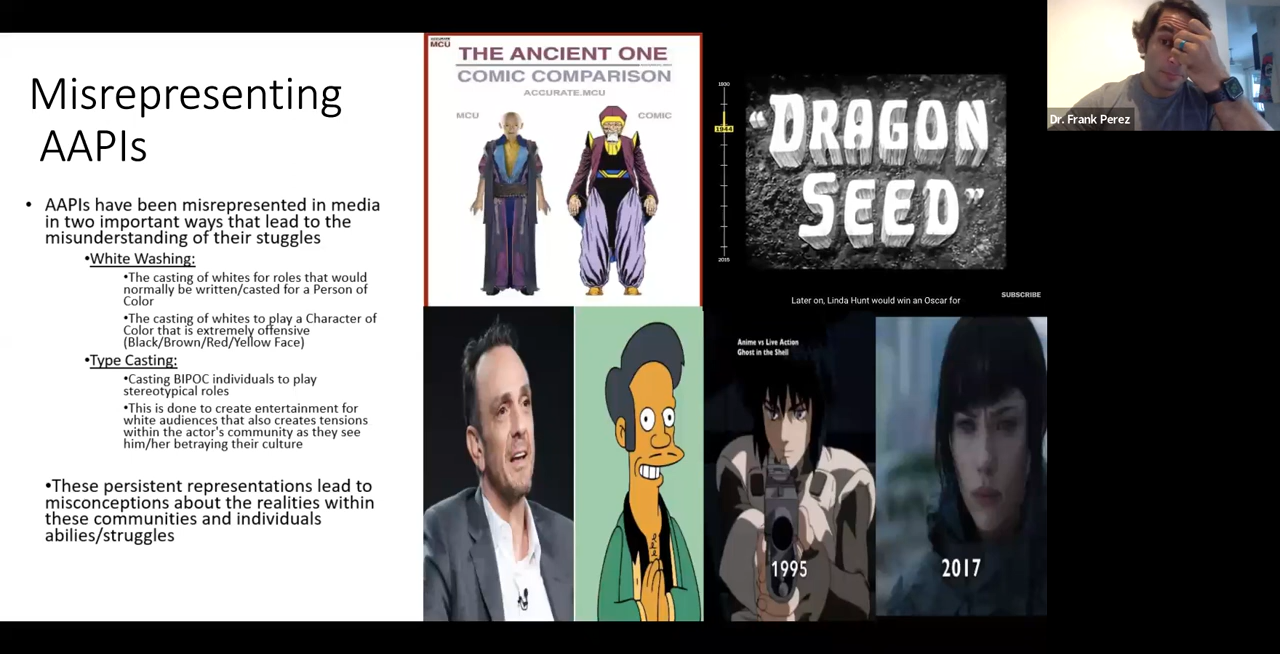 Misrepresenting
AAPIs
• AAPIs have been misrepresented in media
in two important ways that lead to the
misunderstanding of their stuggles
•White Washing:
•The casting of whites for roles that would
normally be written/casted for a Person of
Color
•The casting of whites to play a Character of
Color that is extremely offensive
(Black/Brown/Red/Yellow Face)
•Type Casting:
•Casting BIPOC individuals to play
stereotypical roles
•This is done to create entertainment for
white audiences that also creates tensions
within the actor's community as they see
him/her betraying their culture
•These persistent representations lead to
misconceptions about the realities within
these communities and individuals
abilies/struggles
ACCURATE
MCU
THE ANCIENT ONE
COMIC COMPARISON
ACCURATE.MCU
MCU
COMIC
1930
1944
2015
"DRAGON
SEED"
Later on, Linda Hunt would win an Oscar for
SUBSCRIBE
Anime vs Live Action
Ghost in the Shell
1995
2017
Dr. Frank Perez